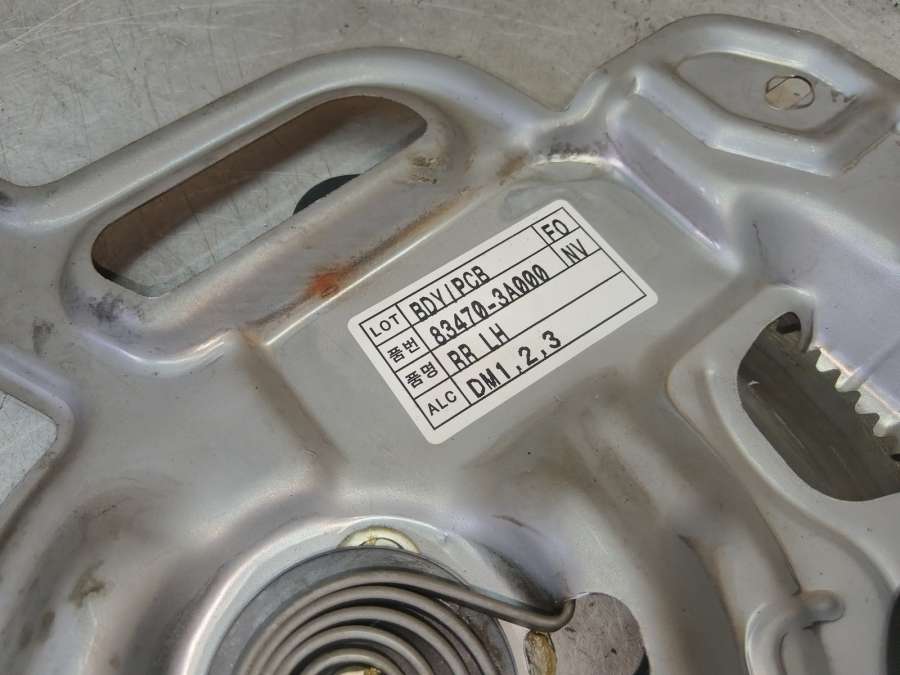 LOT BDY/PCB FO
품번 83470-3A000 NV
품명 RR LH
ALC DM1,2,3